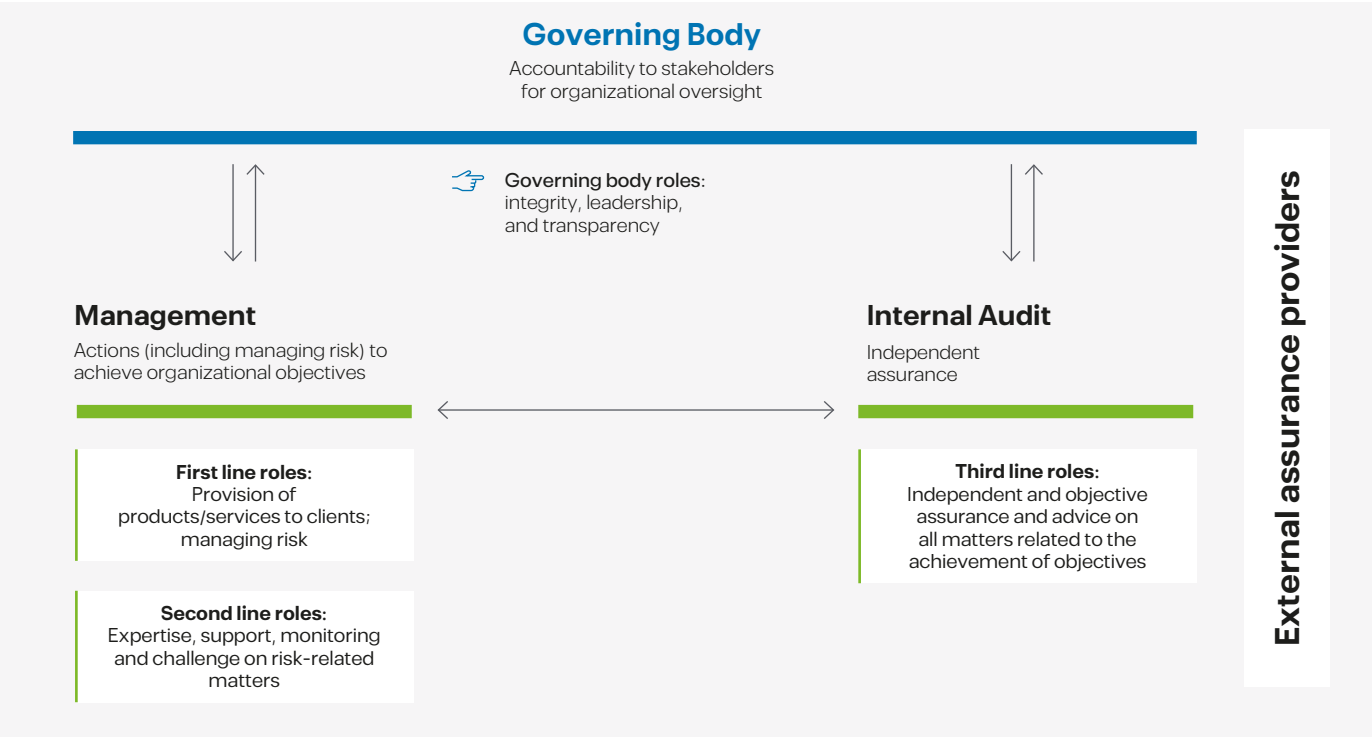 Governing Body
Accountability to stakeholders
for organizational oversight
Governing body roles:
integrity, leadership,
and transparency
Management
Actions (including managing risk) to
achieve organizational objectives
Internal Audit
Independent
assurance
First line roles:
Provision of
products/services to clients;
managing risk
Second line roles:
Expertise, support, monitoring
and challenge on risk-related
matters
Third line roles:
Independent and objective
assurance and advice on
all matters related to the
achievement of objectives
External assurance providers